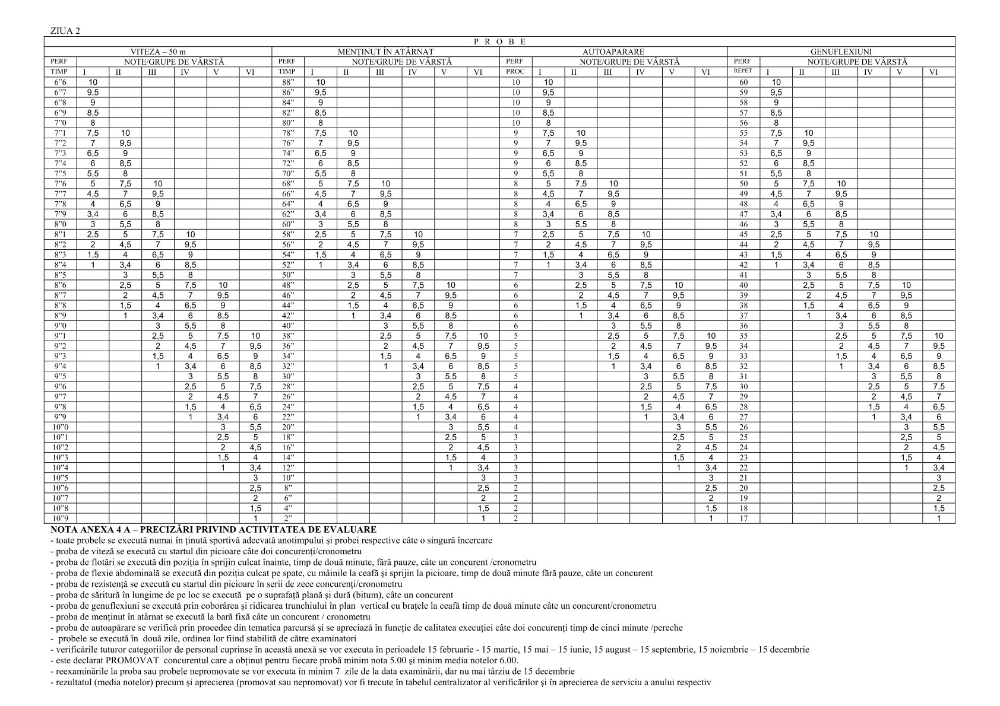 ZIUA 2
P R O B E
VITEZA – 50 m MENŢINUT ÎN ATÂRNAT AUTOAPARARE GENUFLEXIUNI
PERF NOTE/GRUPE DE VÂRSTĂ PERF NOTE/GRUPE DE VÂRSTĂ PERF NOTE/GRUPE DE VÂRSTĂ PERF NOTE/GRUPE DE VÂRSTĂ
TIMP I II III IV V VI TIMP I II III IV V VI PROC I II III IV V VI REPET I II III IV V VI
6”6 10 88” 10 10 10 60 10
6”7 9,5 86” 9,5 10 9,5 59 9,5
6”8 9 84” 9 10 9 58 9
6”9 8,5 82” 8,5 10 8,5 57 8,5
7”0 8 80” 8 10 8 56 8
7”1 7,5 10 78” 7,5 10 9 7,5 10 55 7,5 10
7”2 7 9,5 76” 7 9,5 9 7 9,5 54 7 9,5
7”3 6,5 9 74” 6,5 9 9 6,5 9 53 6,5 9
7”4 6 8,5 72” 6 8,5 9 6 8,5 52 6 8,5
7”5 5,5 8 70” 5,5 8 9 5,5 8 51 5,5 8
7”6 5 7,5 10 68” 5 7,5 10 8 5 7,5 10 50 5 7,5 10
7”7 4,5 7 9,5 66” 4,5 7 9,5 8 4,5 7 9,5 49 4,5 7 9,5
7”8 4 6,5 9 64” 4 6,5 9 8 4 6,5 9 48 4 6,5 9
7”9 3,4 6 8,5 62” 3,4 6 8,5 8 3,4 6 8,5 47 3,4 6 8,5
8”0 3 5,5 8 60” 3 5,5 8 8 3 5,5 8 46 3 5,5 8
8”1 2,5 5 7,5 10 58” 2,5 5 7,5 10 7 2,5 5 7,5 10 45 2,5 5 7,5 10
8”2 2 4,5 7 9,5 56” 2 4,5 7 9,5 7 2 4,5 7 9,5 44 2 4,5 7 9,5
8”3 1,5 4 6,5 9 54” 1,5 4 6,5 9 7 1,5 4 6,5 9 43 1,5 4 6,5 9
8”4 1 3,4 6 8,5 52” 1 3,4 6 8,5 7 1 3,4 6 8,5 42 1 3,4 6 8,5
8”5 3 5,5 8 50” 3 5,5 8 7 3 5,5 8 41 3 5,5 8
8”6 2,5 5 7,5 10 48” 2,5 5 7,5 10 6 2,5 5 7,5 10 40 2,5 5 7,5 10
8”7 2 4,5 7 9,5 46” 2 4,5 7 9,5 6 2 4,5 7 9,5 39 2 4,5 7 9,5
8”8 1,5 4 6,5 9 44” 1,5 4 6,5 9 6 1,5 4 6,5 9 38 1,5 4 6,5 9
8”9 1 3,4 6 8,5 42” 1 3,4 6 8,5 6 1 3,4 6 8,5 37 1 3,4 6 8,5
9”0 3 5,5 8 40” 3 5,5 8 6 3 5,5 8 36 3 5,5 8
9”1 2,5 5 7,5 10 38” 2,5 5 7,5 10 5 2,5 5 7,5 10 35 2,5 5 7,5 10
9”2 2 4,5 7 9,5 36” 2 4,5 7 9,5 5 2 4,5 7 9,5 34 2 4,5 7 9,5
9”3 1,5 4 6,5 9 34” 1,5 4 6,5 9 5 1,5 4 6,5 9 33 1,5 4 6,5 9
9”4 1 3,4 6 8,5 32” 1 3,4 6 8,5 5 1 3,4 6 8,5 32 1 3,4 6 8,5
9”5 3 5,5 8 30” 3 5,5 8 5 3 5,5 8 31 3 5,5 8
9”6 2,5 5 7,5 28” 2,5 5 7,5 4 2,5 5 7,5 30 2,5 5 7,5
9”7 2 4,5 7 26” 2 4,5 7 4 2 4,5 7 29 2 4,5 7
9”8 1,5 4 6,5 24” 1,5 4 6,5 4 1,5 4 6,5 28 1,5 4 6,5
9”9 1 3,4 6 22” 1 3,4 6 4 1 3,4 6 27 1 3,4 6
10”0 3 5,5 20” 3 5,5 4 3 5,5 26 3 5,5
10”1 2,5 5 18” 2,5 5 3 2,5 5 25 2,5 5
10”2 2 4,5 16” 2 4,5 3 2 4,5 24 2 4,5
10”3 1,5 4 14” 1,5 4 3 1,5 4 23 1,5 4
10”4 1 3,4 12” 1 3,4 3 1 3,4 22 1 3,4
10”5 3 10” 3 3 3 21 3
10”6 2,5 8” 2,5 2 2,5 20 2,5
10”7 2 6” 2 2 2 19 2
10”8 1,5 4” 1,5 2 1,5 18 1,5
10”9 1 2” 1 2 1 17 1
NOTA ANEXA 4 A – PRECIZĂRI PRIVIND ACTIVITATEA DE EVALUARE
- toate probele se execută numai în ţinută sportivă adecvată anotimpului şi probei respective câte o singură încercare
- proba de viteză se execută cu startul din picioare câte doi concurenţi/cronometru
- proba de flotări se execută din poziţia în sprijin culcat înainte, timp de două minute, fără pauze, câte un concurent /cronometru
- proba de flexie abdominală se execută din poziţia culcat pe spate, cu mâinile la ceafă şi sprijin la picioare, timp de două minute fără pauze, câte un concurent
- proba de rezistenţă se execută cu startul din picioare în serii de zece concurenţi/cronometru
- proba de săritură în lungime de pe loc se execută pe o suprafaţă plană şi dură (bitum), câte un concurent
- proba de genuflexiuni se execută prin coborârea şi ridicarea trunchiului în plan vertical cu braţele la ceafă timp de două minute câte un concurent/cronometru
- proba de menţinut în atârnat se execută la bară fixă câte un concurent / cronometru
- proba de autoapărare se verifică prin procedee din tematica parcursă şi se apreciază în funcţie de calitatea execuţiei câte doi concurenţi timp de cinci minute /pereche
- probele se execută în două zile, ordinea lor fiind stabilită de către examinatori
- verificările tuturor categoriilor de personal cuprinse în această anexă se vor executa în perioadele 15 februarie - 15 martie, 15 mai – 15 iunie, 15 august – 15 septembrie, 15 noiembrie – 15 decembrie
- este declarat PROMOVAT concurentul care a obţinut pentru fiecare probă minim nota 5.00 şi minim media notelor 6.00.
- reexaminările la proba sau probele nepromovate se vor executa în minim 7 zile de la data examinării, dar nu mai târziu de 15 decembrie
- rezultatul (media notelor) precum şi aprecierea (promovat sau nepromovat) vor fi trecute în tabelul centralizator al verificărilor şi în aprecierea de serviciu a anului respectiv